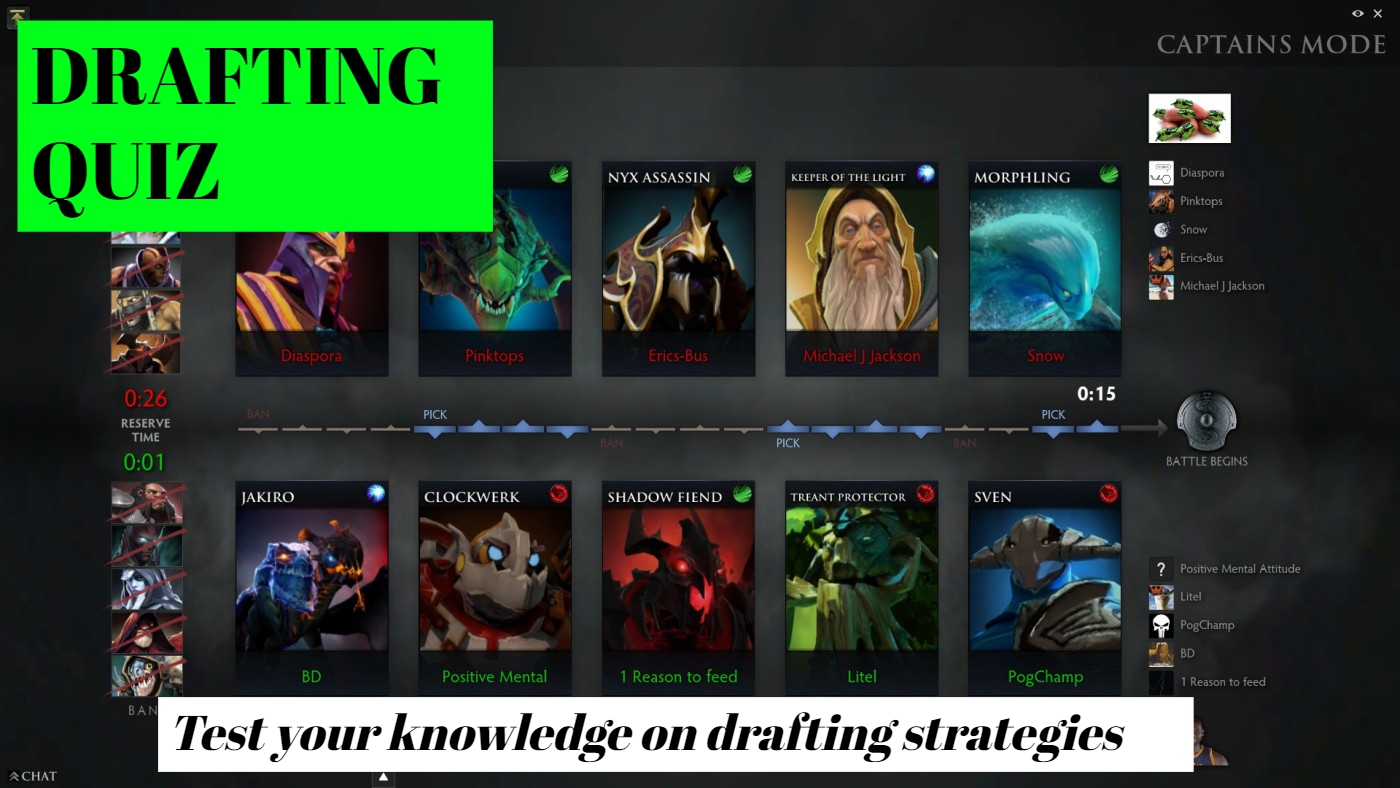 DRAFTING
QUIZ
CAPTAINS MODE
NYX ASSASSIN
KEEPER OF THE LIGHT
MORPHLING
Diaspora
Pinktops
Erics-Bus
Michael J Jackson
Snow
Diaspora
Pinktops
Snow
Erics-Bus
Michael J Jackson
0:26
RESERVE
TIME
0:01
BAN
PICK
BAN
PICK
BAN
PICK
0:15
BATTLE BEGINS
JAKIRO
CLOCKWERK
SHADOW FIEND
TREANT PROTECTOR
SVEN
BD
Positive Mental
1 Reason to feed
Litel
PogChamp
?
Positive Mental Attitude
Litel
PogChamp
BD
1 Reason to feed
BAN
Test your knowledge on drafting strategies
CHAT